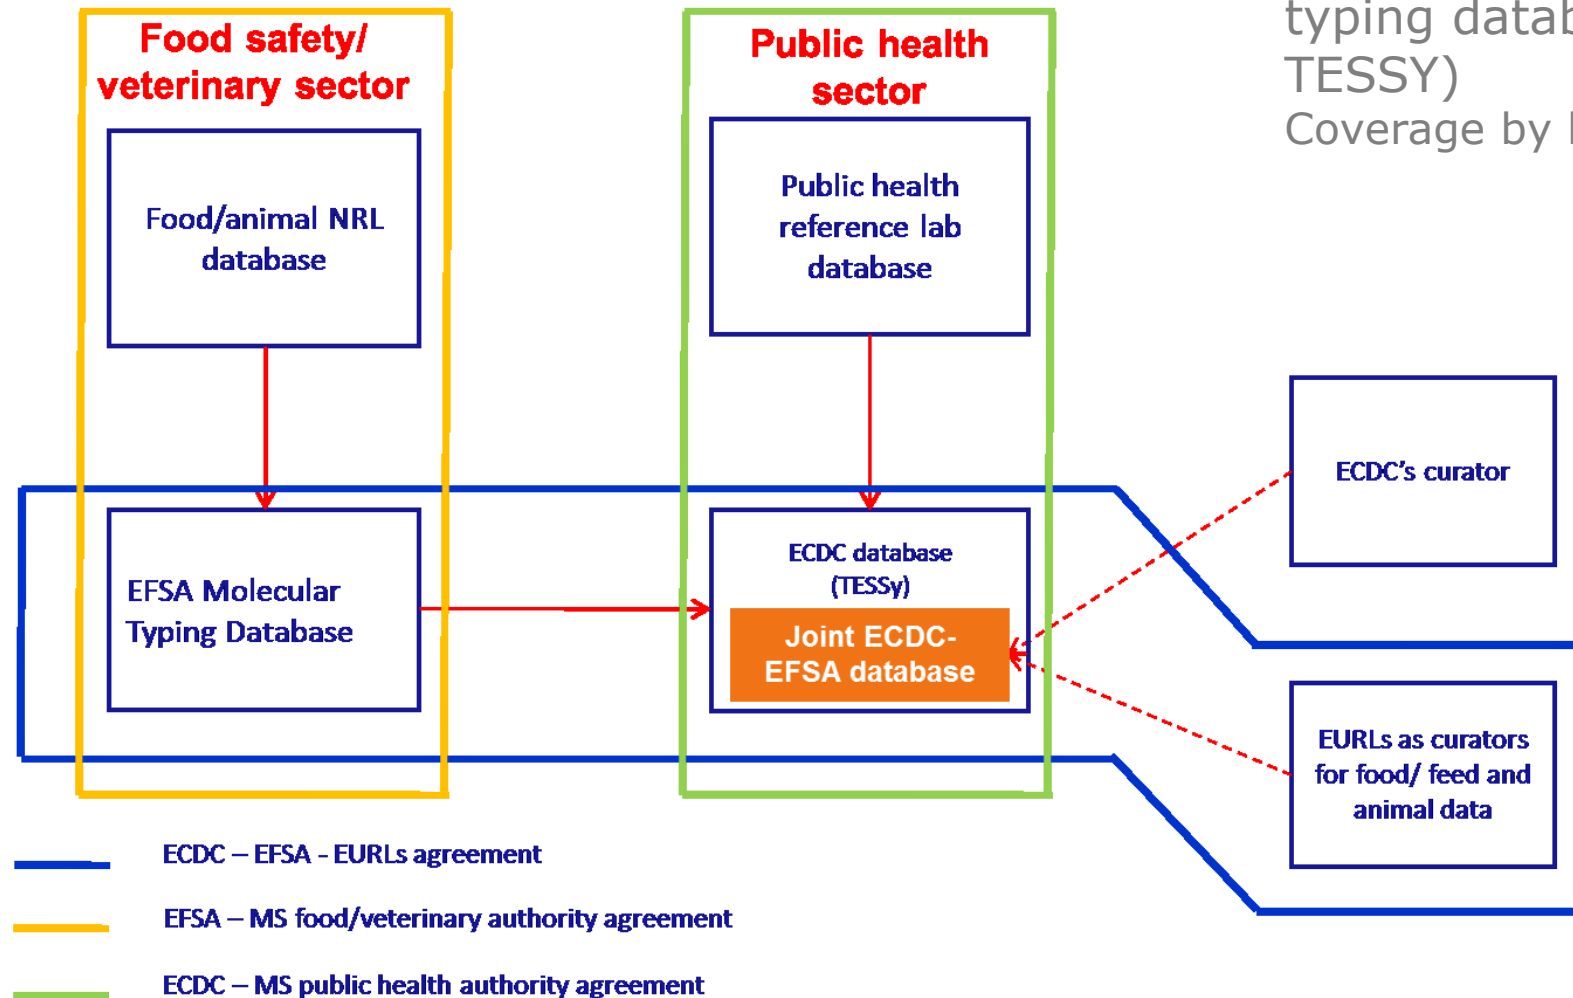 typing datab
TESSY)
Coverage by
Food safety/
veterinary sector
Public health
sector
Food/animal NRL
database
Public health
reference lab
database
ECDC's curator
EFSA Molecular
Typing Database
ECDC database
(TESSy)
Joint ECDC-
EFSA database
EURLs as curators
for food/ feed and
animal data
ECDC – EFSA - EURLs agreement
EFSA – MS food/veterinary authority agreement
ECDC – MS public health authority agreement